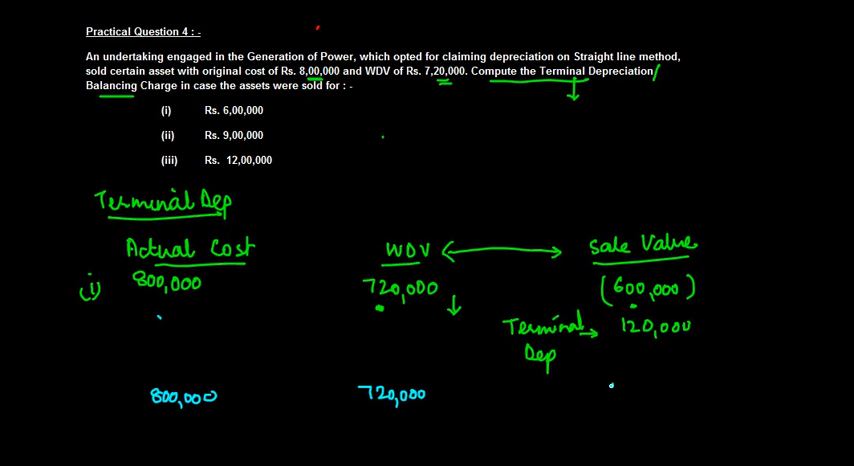 Practical Question 4 : -
An undertaking engaged in the Generation of Power, which opted for claiming depreciation on Straight line method,
sold certain asset with original cost of Rs. 8,00,000 and WDV of Rs. 7,20,000. Compute the Terminal Depreciation/
Balancing Charge in case the assets were sold for : -
(i) Rs. 6,00,000
(ii) Rs. 9,00,000
(iii) Rs. 12,00,000
Terminal Dep
Actual Cost WDV Sale Value
(i) 800,000 720,000 (600,000)
Terminal 120,000
Dep
800,000 720,000